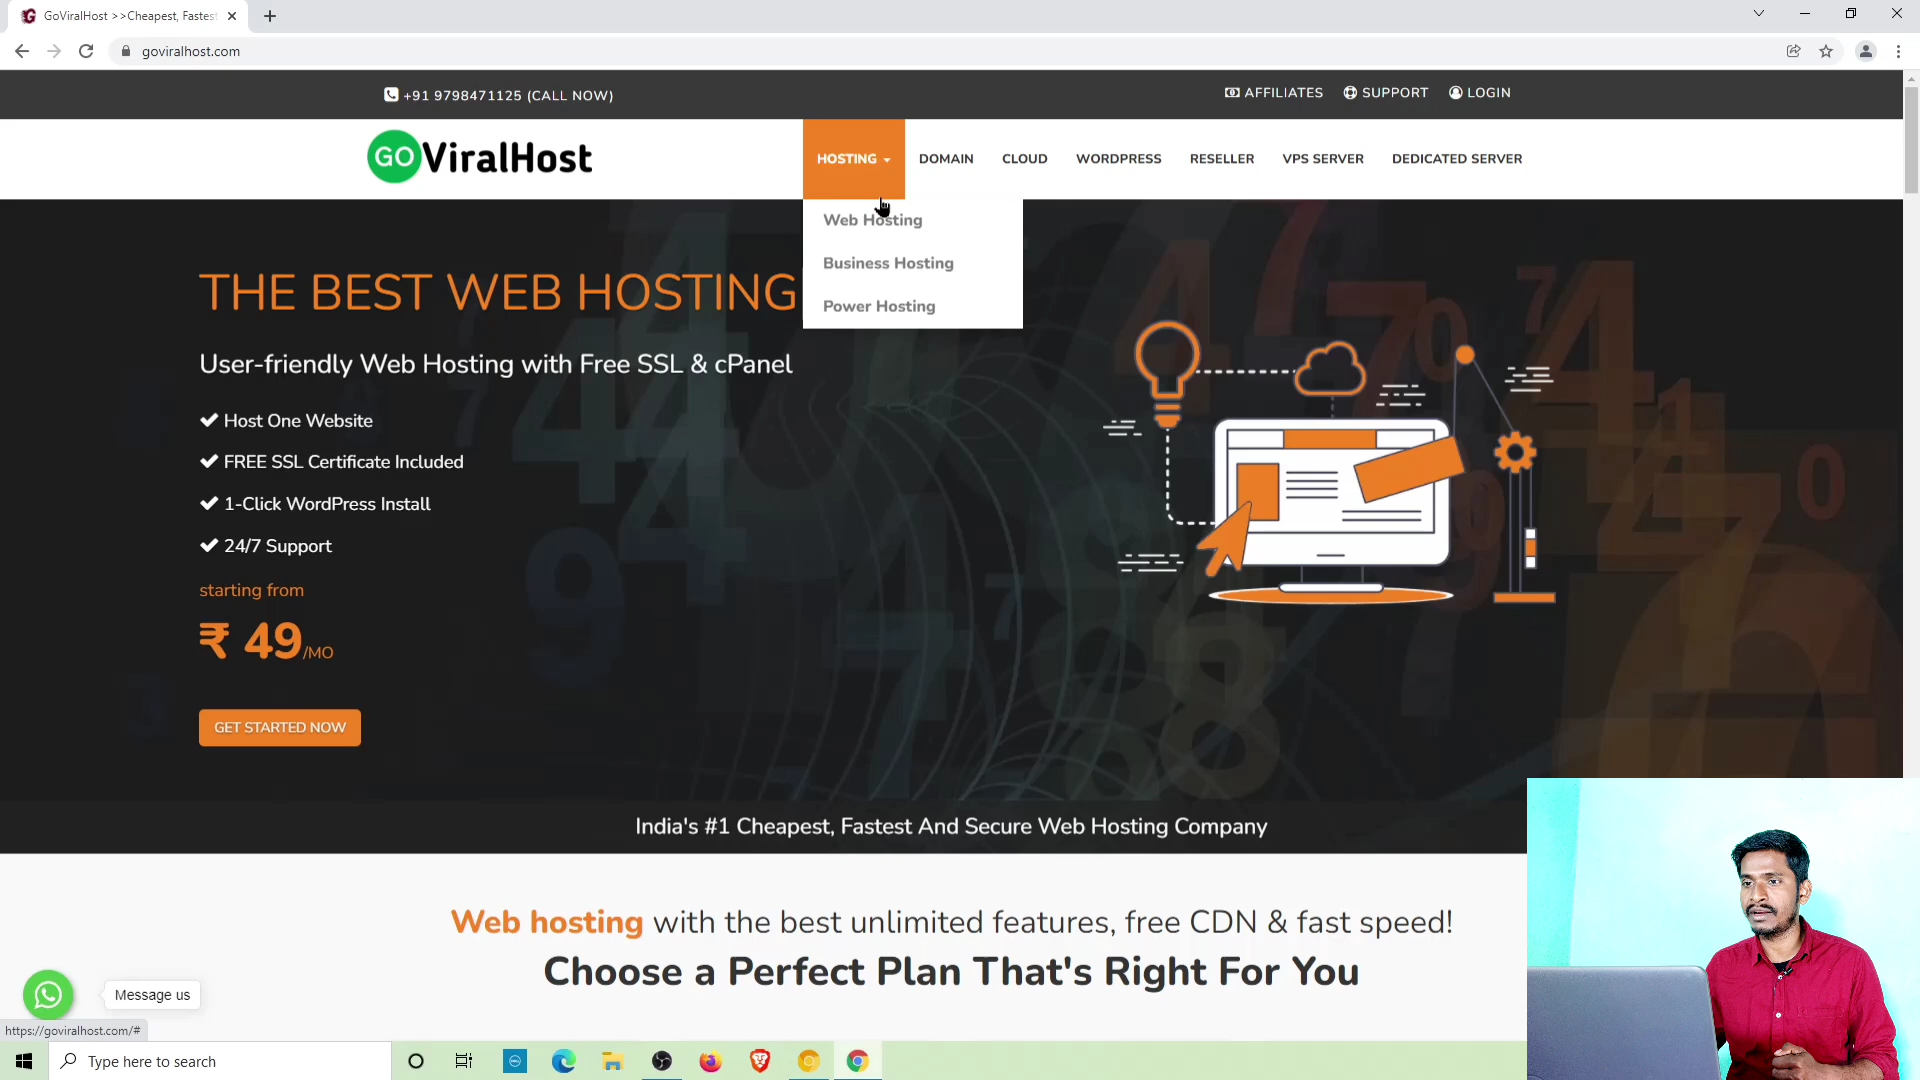 GoViralHost >>Cheapest, Fastest
goviralhost.com
+91 9798471125 (CALL NOW)
AFFILIATES SUPPORT LOGIN
GO ViralHost
HOSTING DOMAIN CLOUD WORDPRESS RESELLER VPS SERVER DEDICATED SERVER
Web Hosting
Business Hosting
Power Hosting
THE BEST WEB HOSTING
User-friendly Web Hosting with Free SSL & cPanel
Host One Website
FREE SSL Certificate Included
1-Click WordPress Install
24/7 Support
starting from
₹ 49/MO
GET STARTED NOW
India's #1 Cheapest, Fastest And Secure Web Hosting Company
Web hosting with the best unlimited features, free CDN & fast speed!
Choose a Perfect Plan That's Right For You
Message us
https://goviralhost.com/#
Type here to search